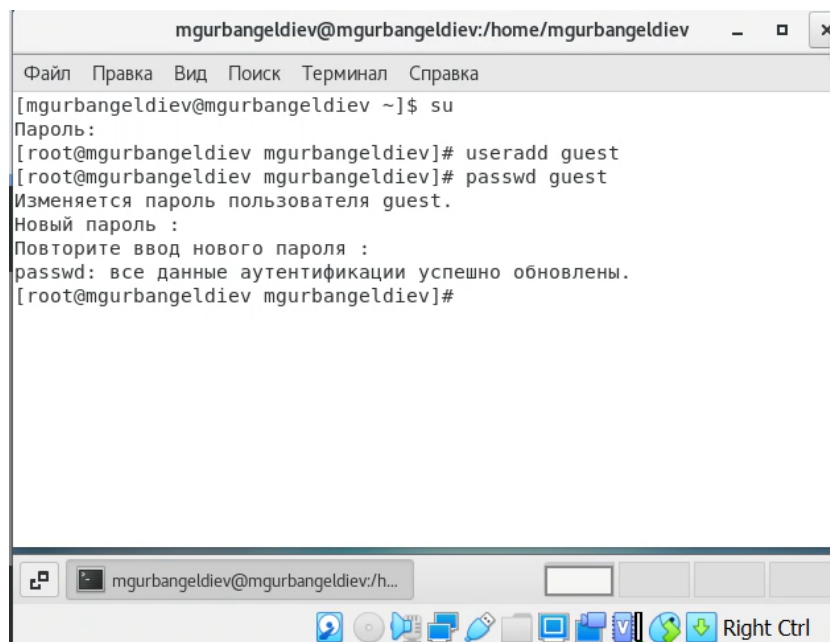 mgurbangeldiev@mgurbangeldiev:/home/mgurbangeldiev
Файл Правка Вид Поиск Терминал Справка
[mgurbangeldiev@mgurbangeldiev ~]$ su
Пароль:
[root@mgurbangeldiev mgurbangeldiev]# useradd guest
[root@mgurbangeldiev mgurbangeldiev]# passwd guest
Изменяется пароль пользователя guest.
Новый пароль :
Повторите ввод нового пароля :
passwd: все данные аутентификации успешно обновлены.
[root@mgurbangeldiev mgurbangeldiev]#
mgurbangeldiev@mgurbangeldiev:/h...
Right Ctrl